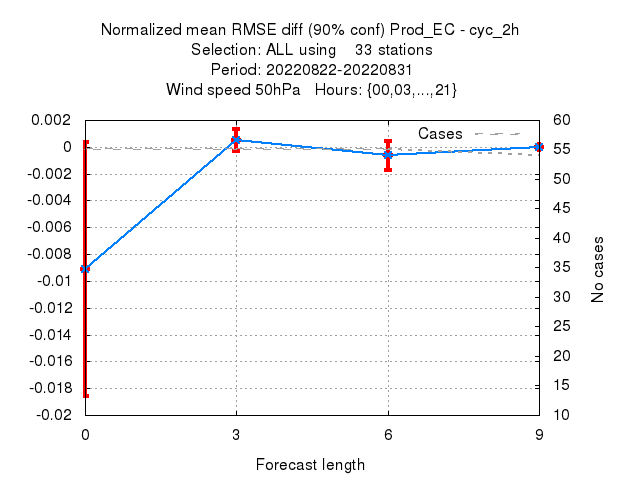 Normalized mean RMSE diff (90% conf) Prod_EC - cyc_2h
Selection: ALL using 33 stations
Period: 20220822-20220831
Wind speed 50hPa Hours: {00,03,...,21}
0.002
0
-0.002
-0.004
-0.006
-0.008
-0.01
-0.012
-0.014
-0.016
-0.018
-0.02
Cases
60
55
50
45
40
35
30
25
20
15
10
No cases
0 3 6 9
Forecast length